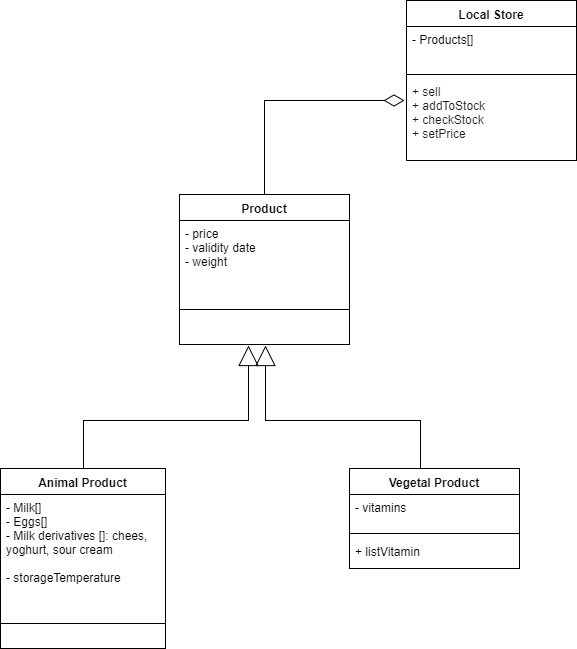 Local Store
- Products[]
+ sell
+ addToStock
+ checkStock
+ setPrice
Product
- price
- validity date
- weight
Animal Product
- Milk[]
- Eggs[]
- Milk derivatives []: chees,
yoghurt, sour cream
- storageTemperature
Vegetal Product
- vitamins
+ listVitamin